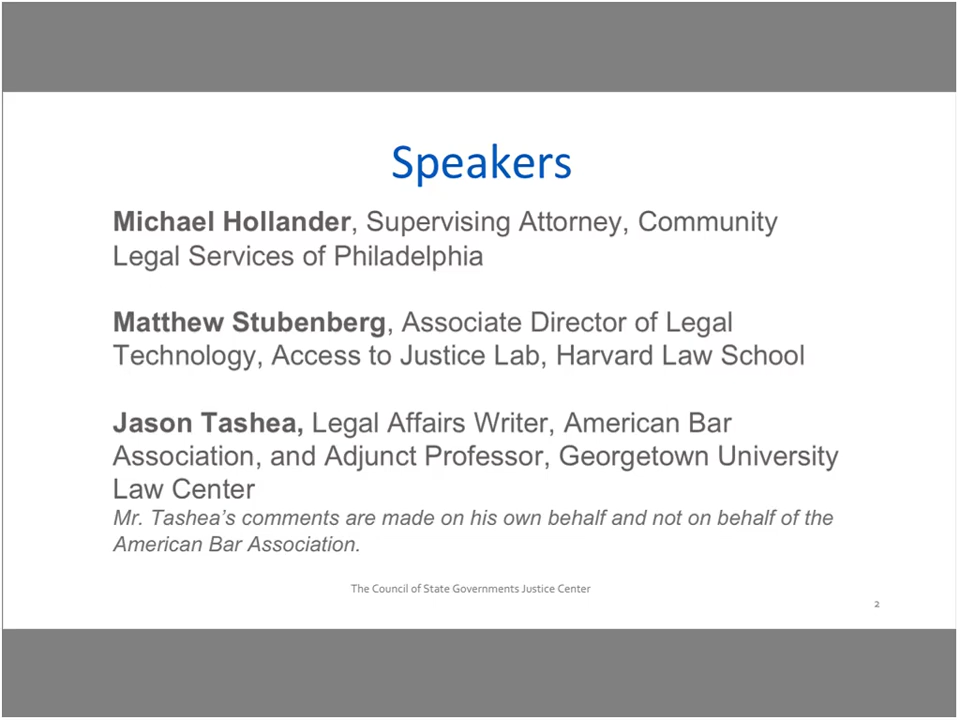 Speakers
Michael Hollander, Supervising Attorney, Community
Legal Services of Philadelphia
Matthew Stubenberg, Associate Director of Legal
Technology, Access to Justice Lab, Harvard Law School
Jason Tashea, Legal Affairs Writer, American Bar
Association, and Adjunct Professor, Georgetown University
Law Center
Mr. Tashea’s comments are made on his own behalf and not on behalf of the
American Bar Association.
The Council of State Governments Justice Center
2